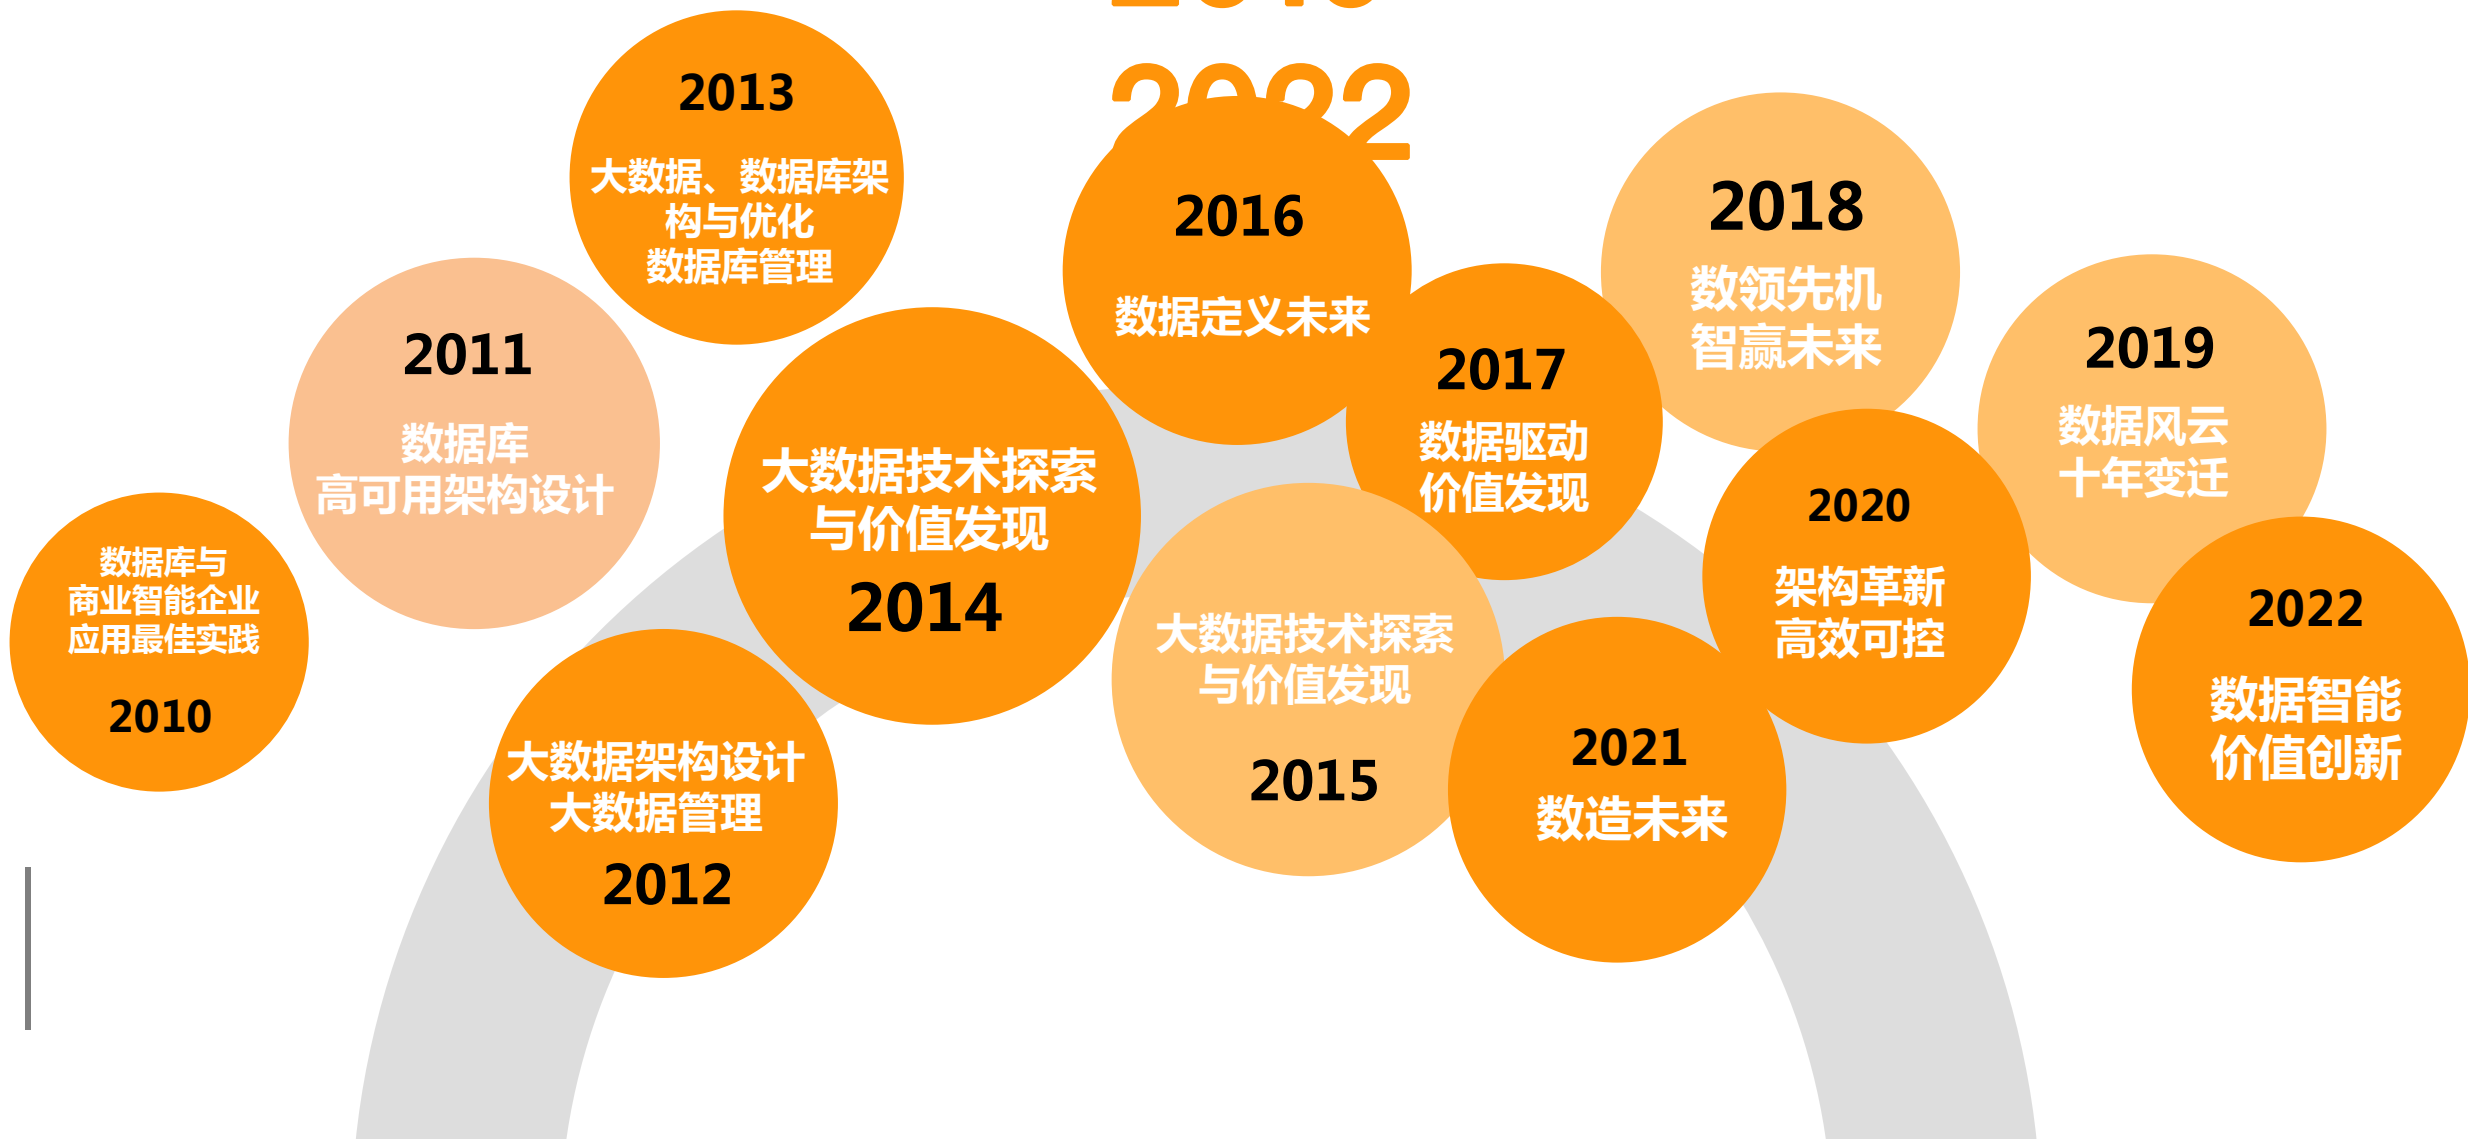 2022
2013
大数据、数据库架
构与优化
数据库管理
2016
数据定义未来
2018
数领先机
智赢未来
2011
数据库
高可用架构设计
2017
数据驱动
价值发现
2019
数据风云
十年变迁
大数据技术探索
与价值发现
2014
2020
架构革新
高效可控
数据库与
商业智能企业
应用最佳实践
2010
大数据技术探索
与价值发现
2015
2022
数据智能
价值创新
大数据架构设计
大数据管理
2012
2021
数造未来